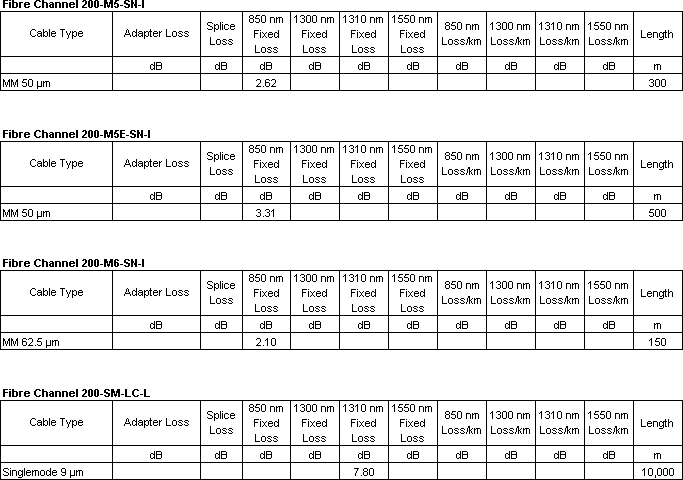 Fibre Channel 200-M5-SN-I
Cable Type Adapter Loss Splice Loss 850 nm Fixed Loss 1300 nm Fixed Loss 1310 nm Fixed Loss 1550 nm Fixed Loss 850 nm Loss/km 1300 nm Loss/km 1310 nm Loss/km 1550 nm Loss/km Length
dB dB dB dB dB dB dB dB dB dB m
MM 50 µm 2.62 300
Fibre Channel 200-M5E-SN-I
Cable Type Adapter Loss Splice Loss 850 nm Fixed Loss 1300 nm Fixed Loss 1310 nm Fixed Loss 1550 nm Fixed Loss 850 nm Loss/km 1300 nm Loss/km 1310 nm Loss/km 1550 nm Loss/km Length
dB dB dB dB dB dB dB dB dB dB m
MM 50 µm 3.31 500
Fibre Channel 200-M6-SN-I
Cable Type Adapter Loss Splice Loss 850 nm Fixed Loss 1300 nm Fixed Loss 1310 nm Fixed Loss 1550 nm Fixed Loss 850 nm Loss/km 1300 nm Loss/km 1310 nm Loss/km 1550 nm Loss/km Length
dB dB dB dB dB dB dB dB dB dB m
MM 62.5 µm 2.10 150
Fibre Channel 200-SM-LC-L
Cable Type Adapter Loss Splice Loss 850 nm Fixed Loss 1300 nm Fixed Loss 1310 nm Fixed Loss 1550 nm Fixed Loss 850 nm Loss/km 1300 nm Loss/km 1310 nm Loss/km 1550 nm Loss/km Length
dB dB dB dB dB dB dB dB dB dB m
Singlemode 9 µm 7.80 10,000